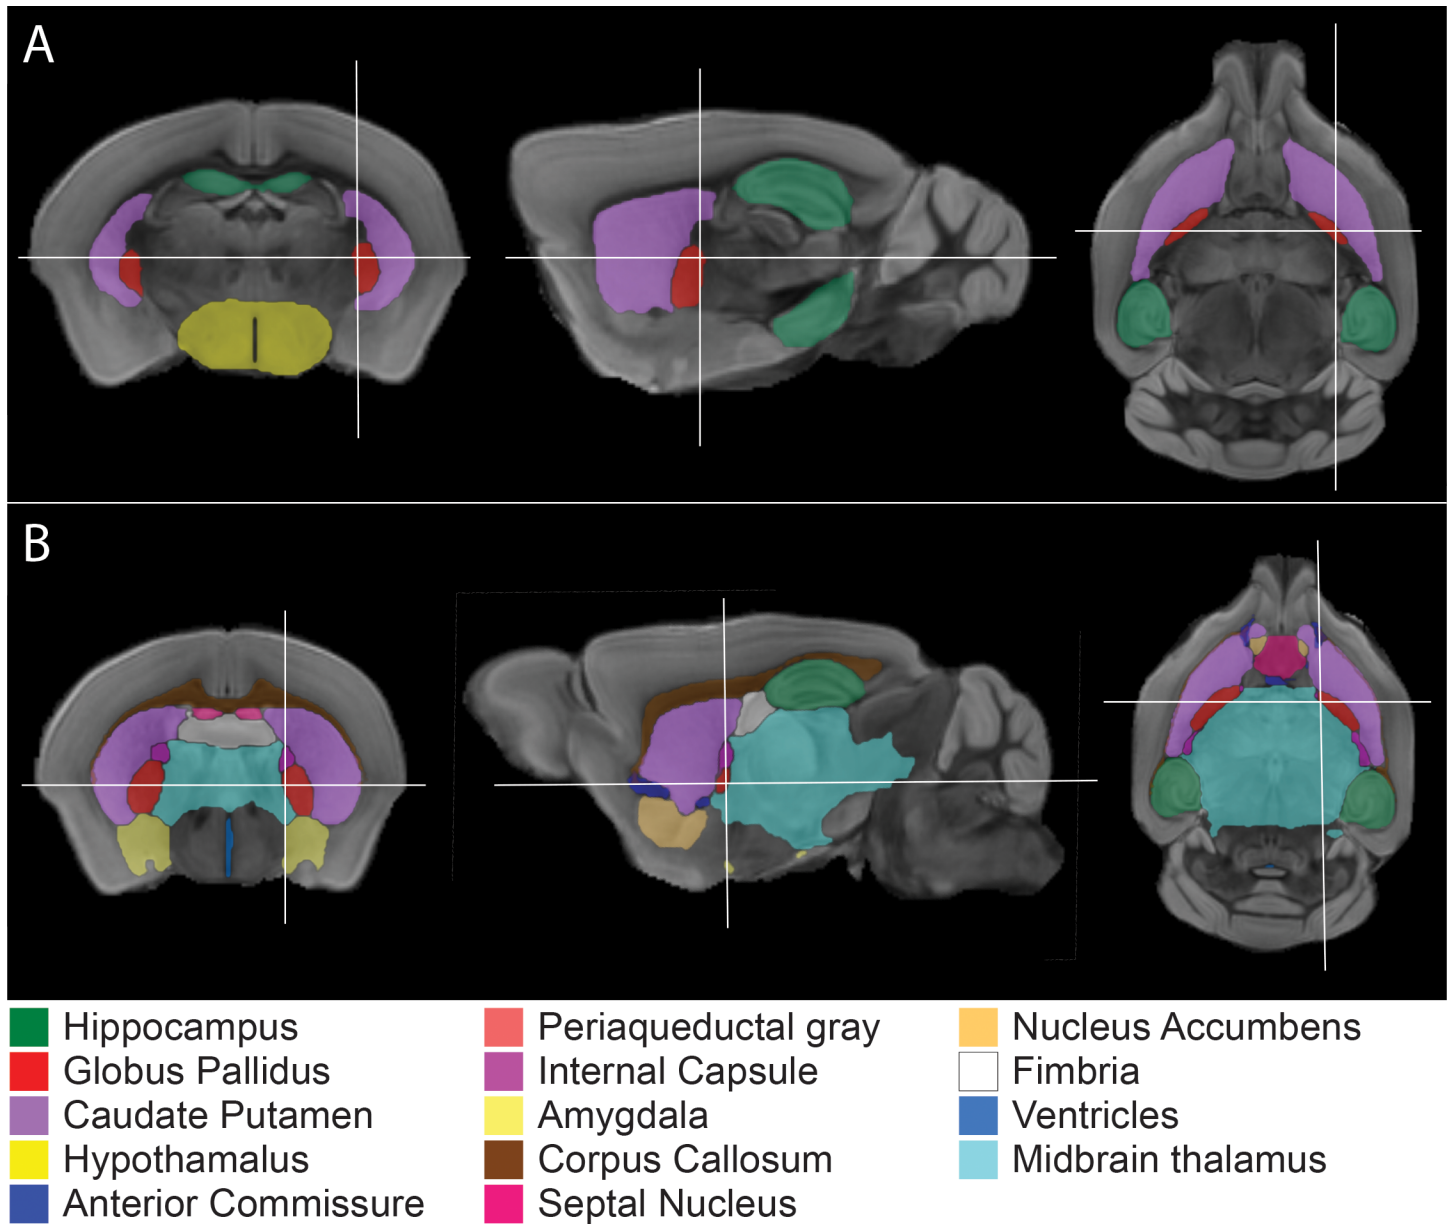 A
B
Hippocampus
Globus Pallidus
Caudate Putamen
Hypothamalus
Anterior Commissure
Periaqueductal gray
Internal Capsule
Amygdala
Corpus Callosum
Septal Nucleus
Nucleus Accumbens
Fimbria
Ventricles
Midbrain thalamus